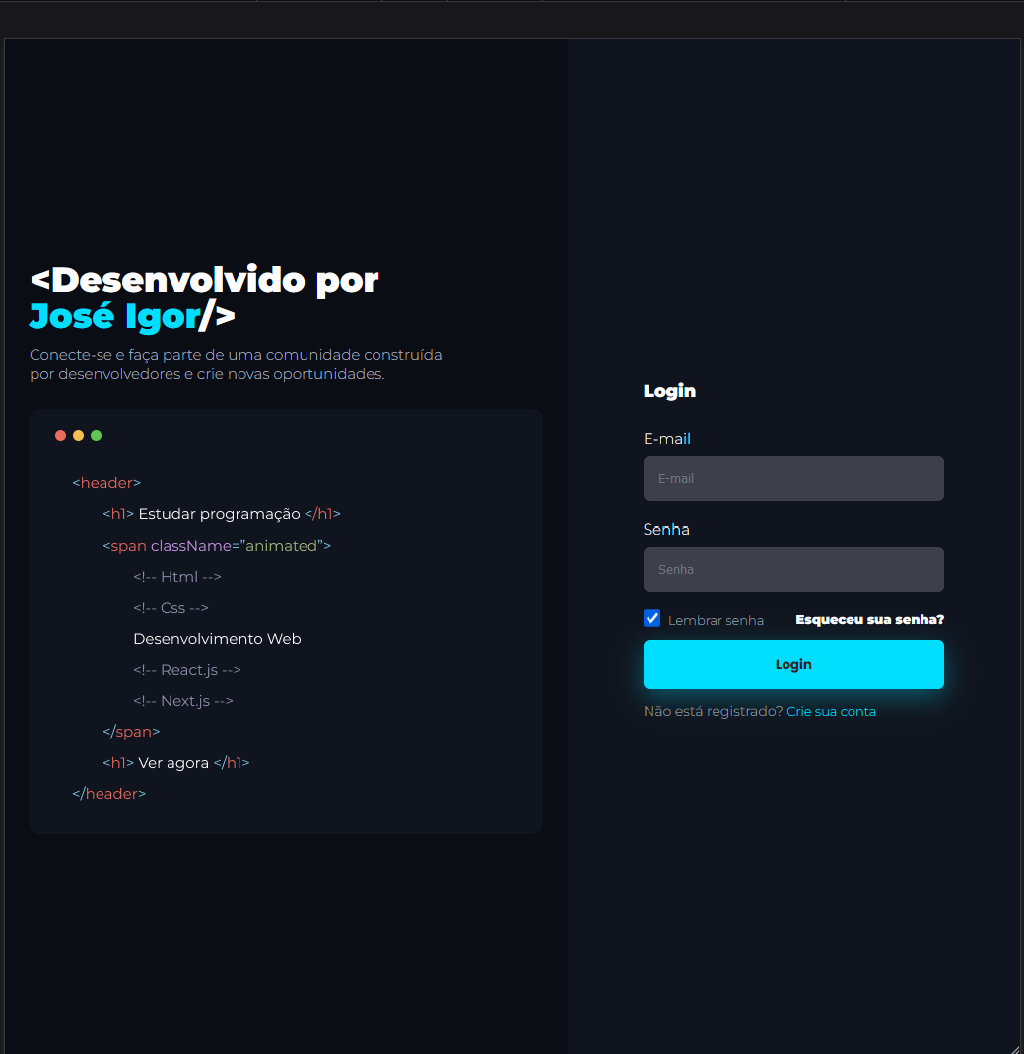 <Desenvolvido por
José Igor/>
Conecte-se e faça parte de uma comunidade construída
por desenvolvedores e crie novas oportunidades.
<header>
<h1> Estudar programação </h1>
<span className="animated">
<!-- Html -->
<!-- Css -->
Desenvolvimento Web
<!-- React.js -->
<!-- Next.js -->
</span>
<h1> Ver agora </h1>
</header>
Login
E-mail
E-mail
Senha
Senha
Lembrar senha Esqueceu sua senha?
Login
Não está registrado? Crie sua conta